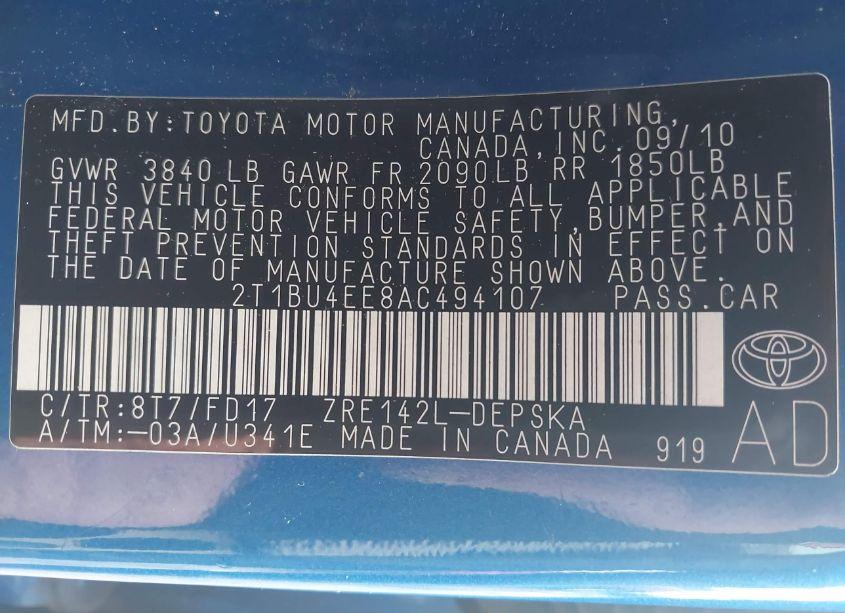 MFD.BY:TOYOTA MOTOR MANUFACTURING,
CANADA,INC. 09/10
GVWR 3840 LB GAWR FR 2090LB RR 1850LB
THIS VEHICLE CONFORMS TO ALL APPLICABLE
FEDERAL MOTOR VEHICLE SAFETY,BUMPER,AND
THEFT PREVENTION STANDARDS IN EFFECT ON
THE DATE OF MANUFACTURE SHOWN ABOVE.
2T1BU4EE8AC494107 PASS.CAR
C/TR:8T7/FD17 ZRE142L-DEPSKA
A/TM:-03A/U341E MADE IN CANADA 919
AD